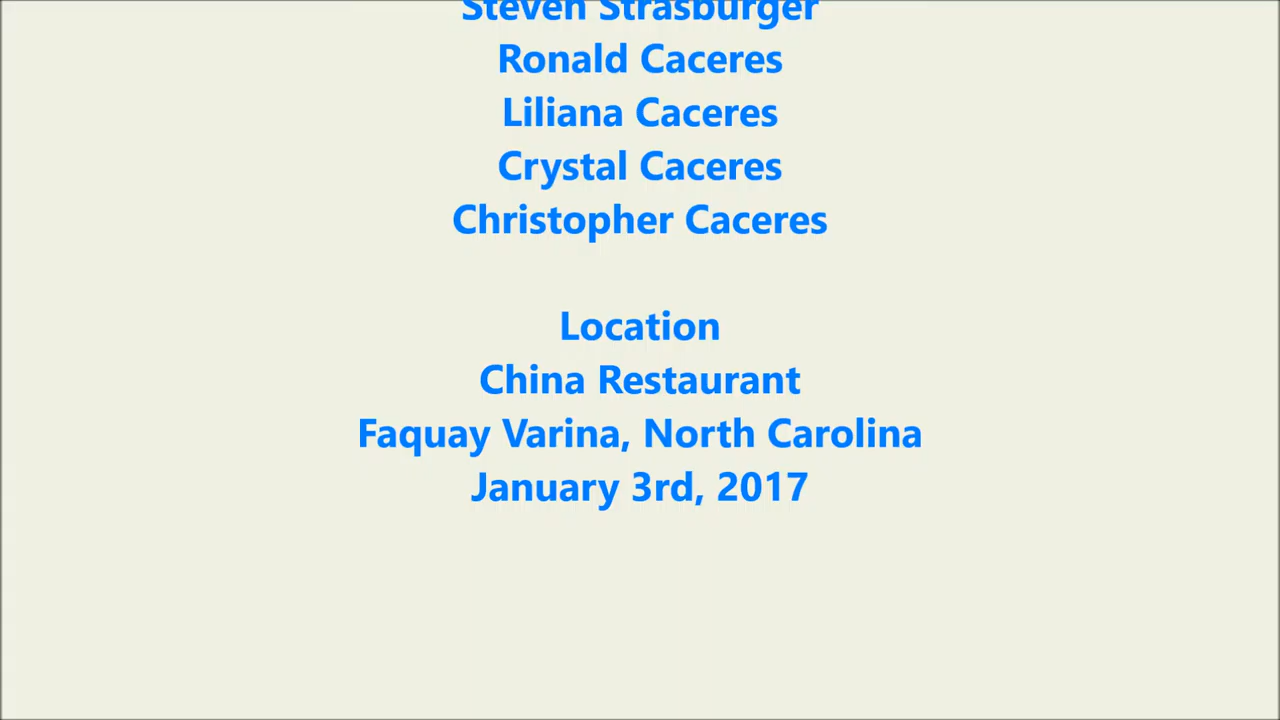 Steven Strasburger
Ronald Caceres
Liliana Caceres
Crystal Caceres
Christopher Caceres
Location
China Restaurant
Faquay Varina, North Carolina
January 3rd, 2017